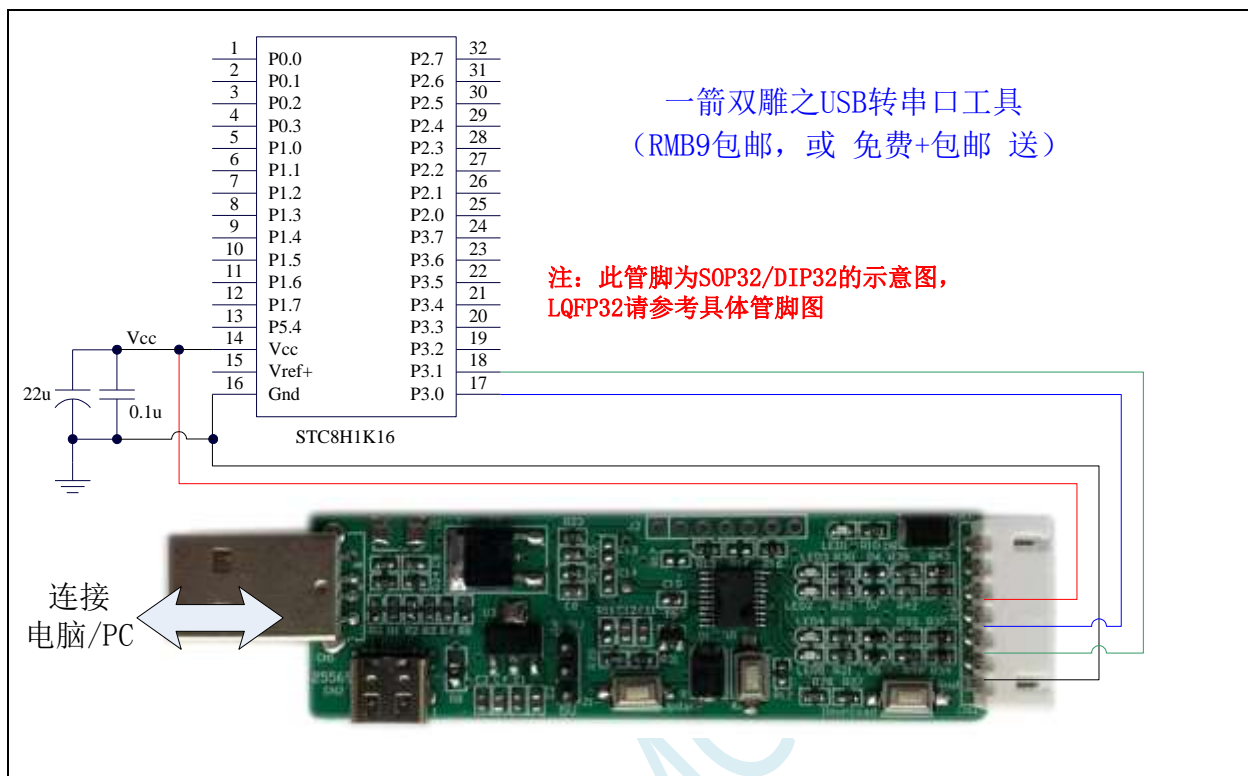 1 P0.0 P2.7 32
2 P0.1 P2.6 31
3 P0.2 P2.5 30
4 P0.3 P2.4 29
5 P1.0 P2.3 28
6 P1.1 P2.2 27
7 P1.2 P2.1 26
8 P1.3 P2.0 25
9 P1.4 P3.7 24
10 P1.5 P3.6 23
11 P1.6 P3.5 22
12 P1.7 P3.4 21
13 P5.4 P3.3 20
14 Vcc P3.2 19
15 Vref+ P3.1 18
16 Gnd P3.0 17
STC8H1K16
一箭双雕之USB转串口工具
（RMB9包邮，或 免费+包邮 送）
注：此管脚为SOP32/DIP32的示意图，
LQFP32请参考具体管脚图
Vcc
22u
0.1u
连接
电脑/PC